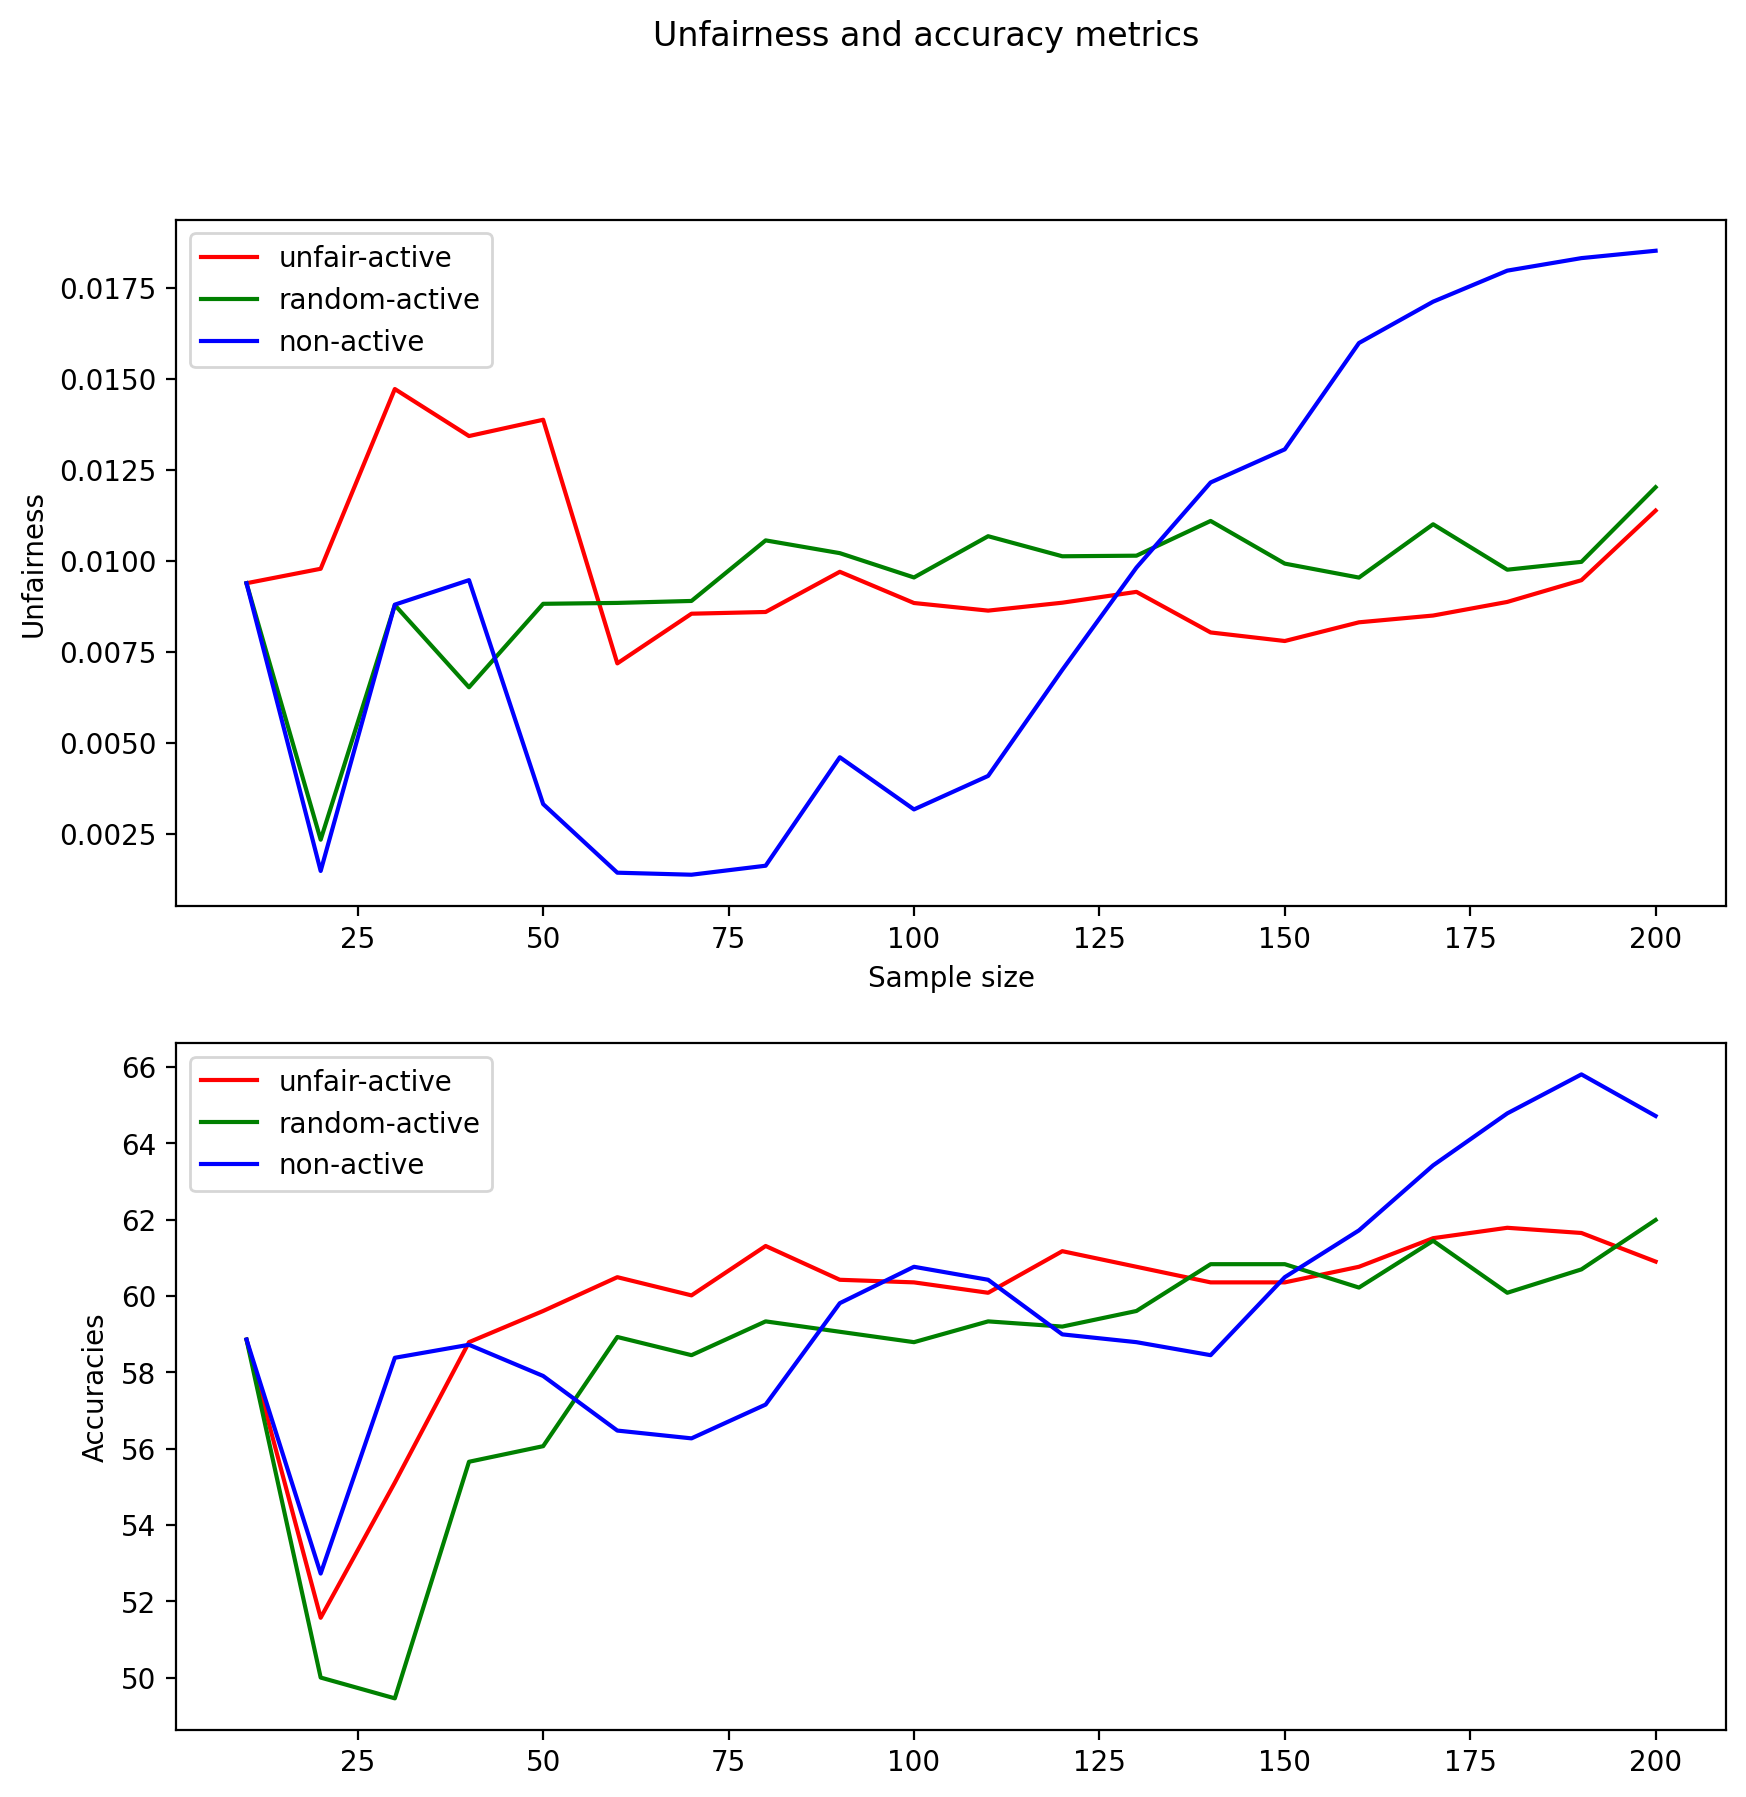 Unfairness and accuracy metrics
unfair-active
random-active
non-active
0.0175
0.0150
0.0125
0.0100
0.0075
0.0050
0.0025
Unfairness
25 50 75 100 125 150 175 200
Sample size
unfair-active
random-active
non-active
66
64
62
60
58
56
54
52
50
Accuracies
25 50 75 100 125 150 175 200